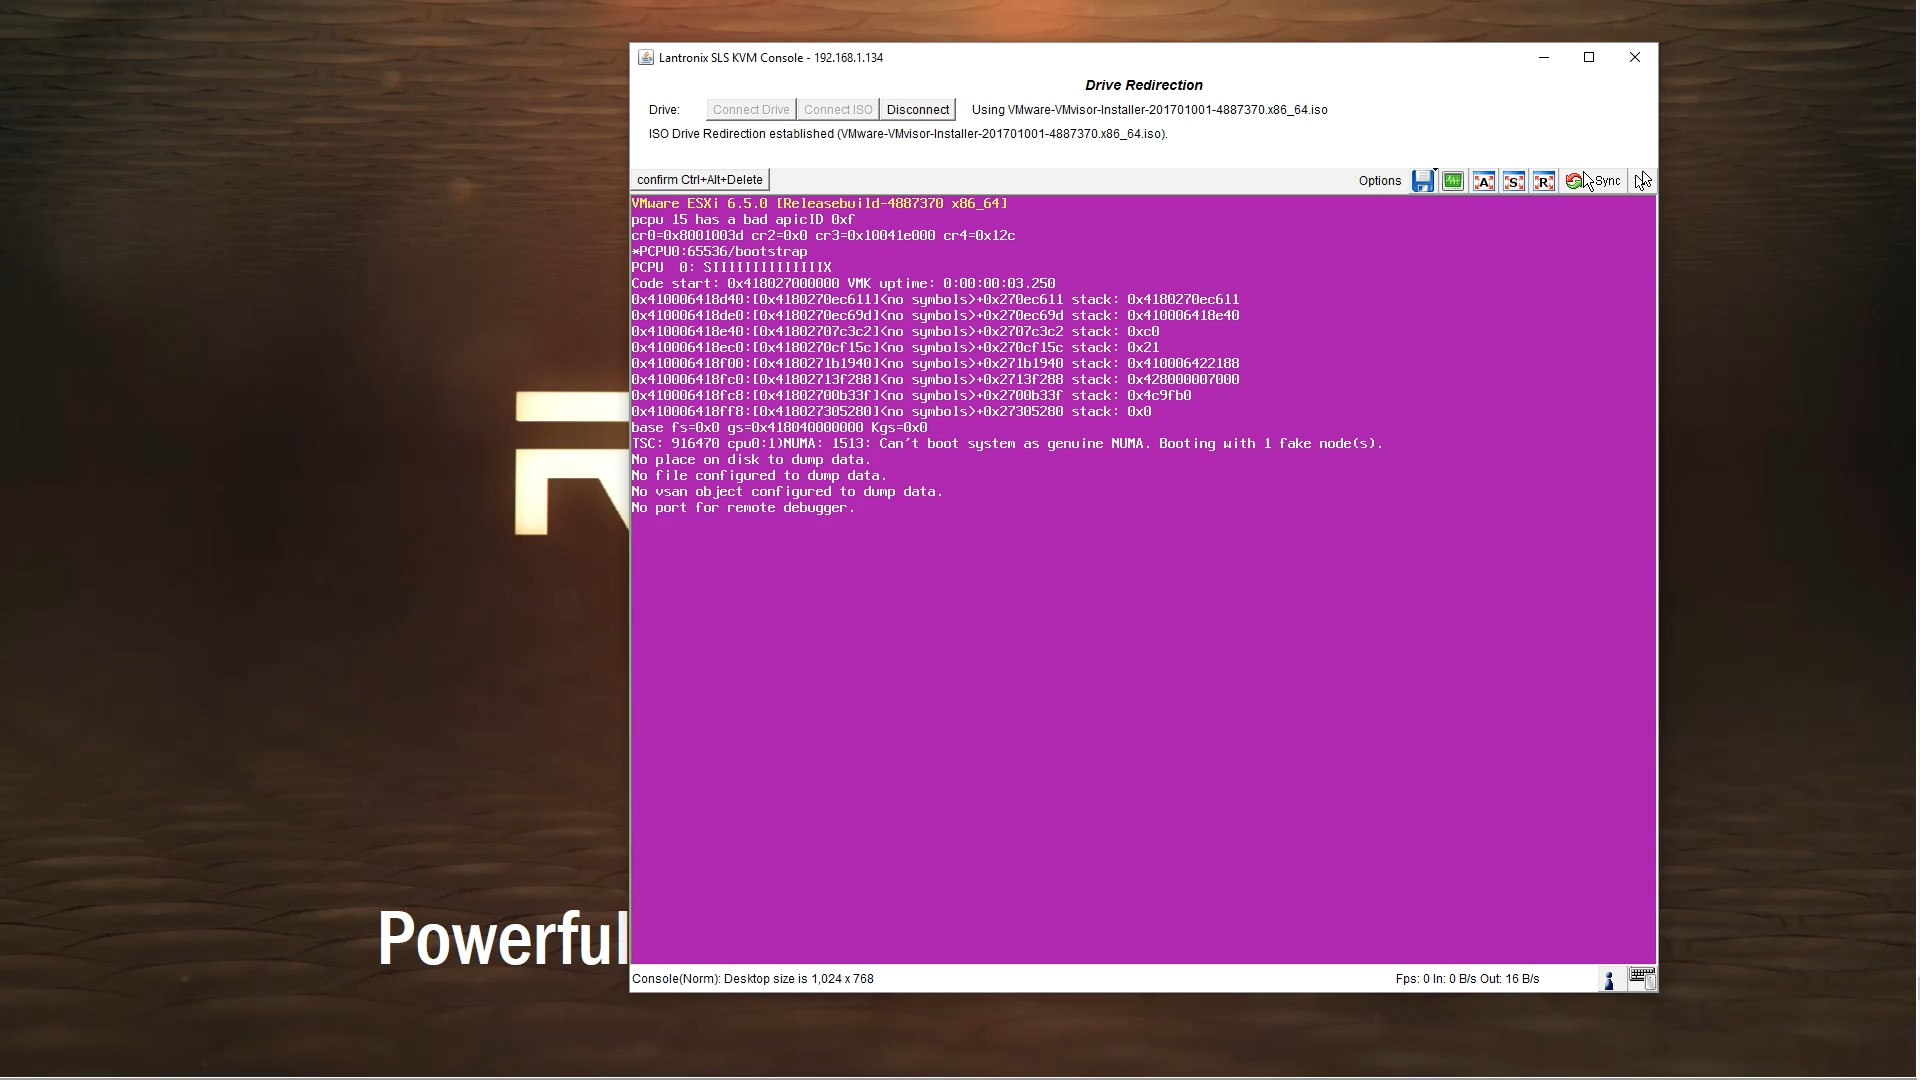 Lantronix SLS KVM Console - 192.168.1.134
Drive Redirection
Drive: Connect Drive Connect ISO Disconnect Using VMware-VMvisor-Installer-201701001-4887370.x86_64.iso
ISO Drive Redirection established (VMware-VMvisor-Installer-201701001-4887370.x86_64.iso).
confirm Ctrl+Alt+Delete Options A S R Sync
VMware ESXi 6.5.0 [Releasebuild-4887370 x86_64]
pcpu 15 has a bad apicID 0xf
cr0=0x8001003d cr2=0x0 cr3=0x10041e000 cr4=0x12c
*PCPU0:65536/bootstrap
PCPU  0: SIIIIIIIIIIIIIIX
Code start: 0x418027000000 VMK uptime: 0:00:00:03.250
0x410006418d40:[0x4180270ec611]<no symbols>+0x270ec611 stack: 0x4180270ec611
0x410006418de0:[0x4180270ec69d]<no symbols>+0x270ec69d stack: 0x410006418e40
0x410006418e40:[0x41802707c3c2]<no symbols>+0x2707c3c2 stack: 0xc0
0x410006418ec0:[0x4180270cf15c]<no symbols>+0x270cf15c stack: 0x21
0x410006418f00:[0x4180271b1940]<no symbols>+0x271b1940 stack: 0x410006422188
0x410006418fc0:[0x41802713f288]<no symbols>+0x2713f288 stack: 0x428000007000
0x410006418fc8:[0x41802700b33f]<no symbols>+0x2700b33f stack: 0x4c9fb0
0x410006418ff8:[0x418027305280]<no symbols>+0x27305280 stack: 0x0
base fs=0x0 gs=0x418040000000 Kgs=0x0
TSC: 916470 cpu0:1)NUMA: 1513: Can't boot system as genuine NUMA. Booting with 1 fake node(s).
No place on disk to dump data.
No file configured to dump data.
No vsan object configured to dump data.
No port for remote debugger.
Powerful
Console(Norm): Desktop size is 1,024 x 768 Fps: 0 In: 0 B/s Out: 16 B/s